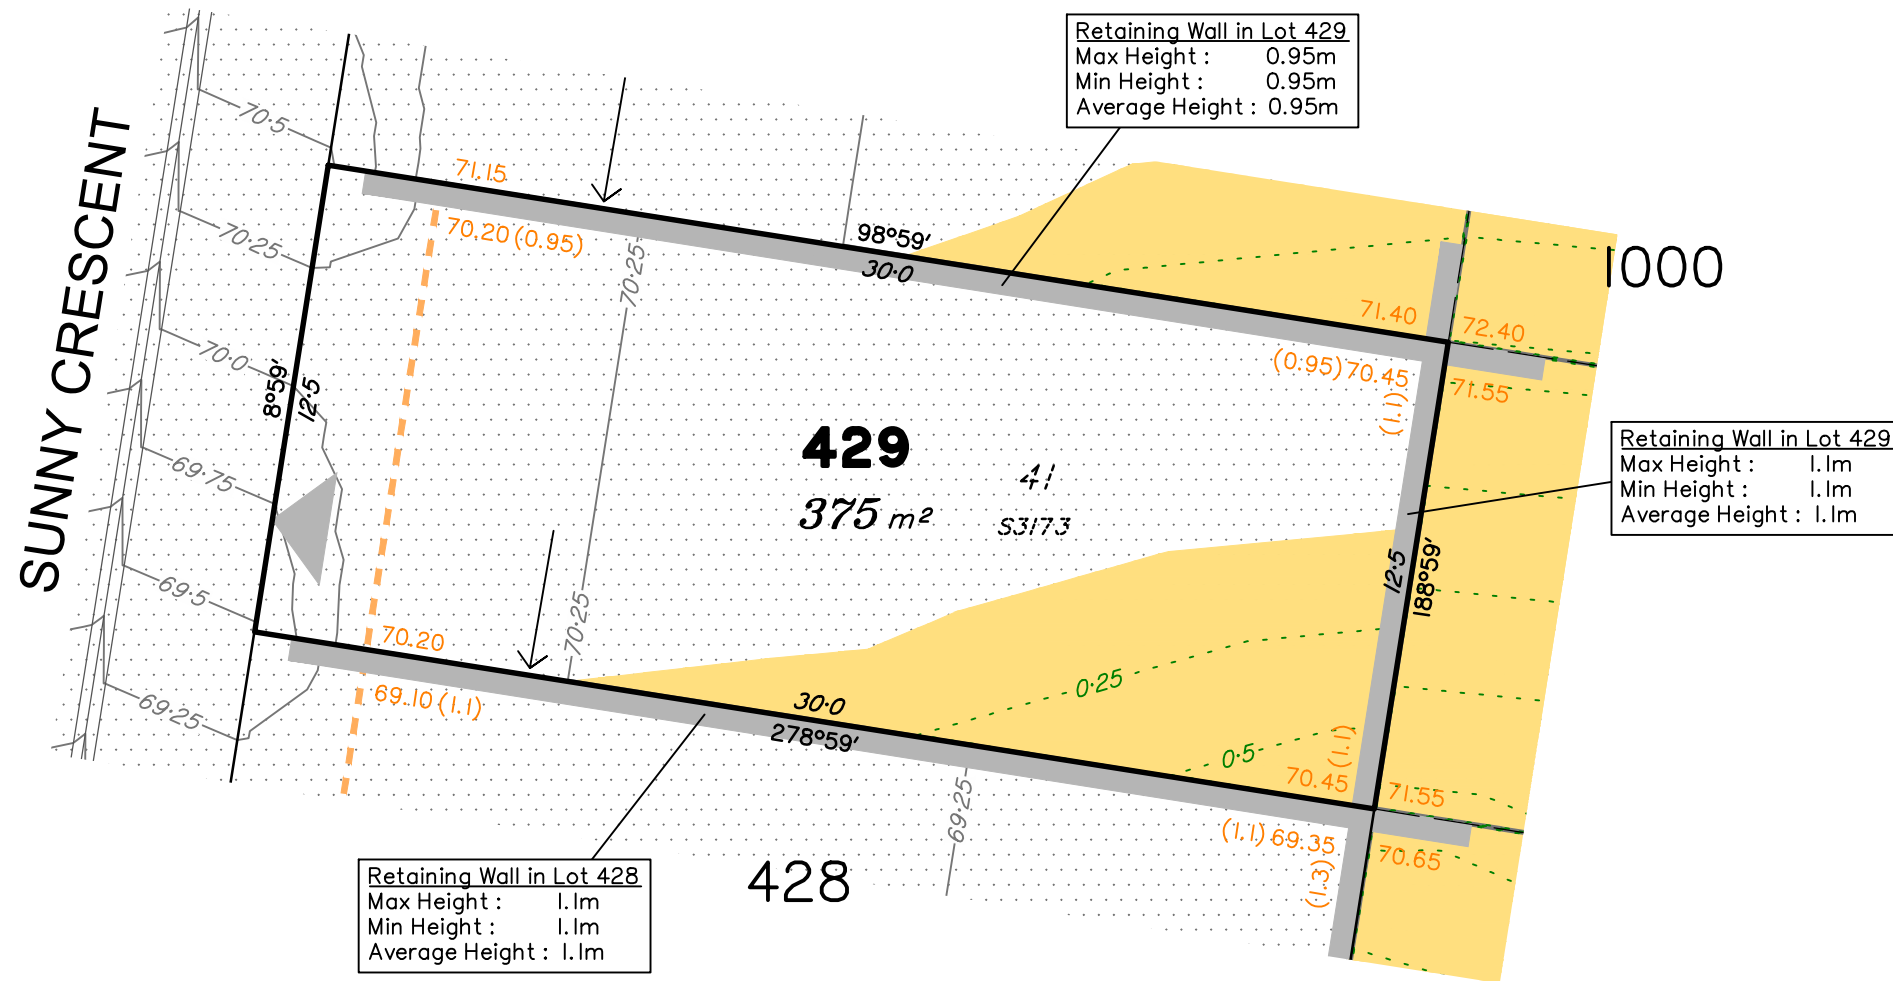 Retaining Wall in Lot 429
Max Height : 0.95m
Min Height : 0.95m
Average Height : 0.95m
SUNNY CRESCENT
70·5
71.15
70.20 (0.95)
70·25
70·25
98°59′
30·0
71.40
72.40
1000
(0.95) 70.45
71.55
(1.1)
70·0
8°59′
12·5
429
375 m²
41
S3173
Retaining Wall in Lot 429
Max Height : 1.1m
Min Height : 1.1m
Average Height : 1.1m
69·75
69·5
12·5
188°59′
70·25
70.20
69.10 (1.1)
69·25
0·25
30·0
278°59′
0·5
(1.1)
70.45
71.55
69·25
(1.1) 69.35
70.65
(1.3)
428
Retaining Wall in Lot 428
Max Height : 1.1m
Min Height : 1.1m
Average Height : 1.1m